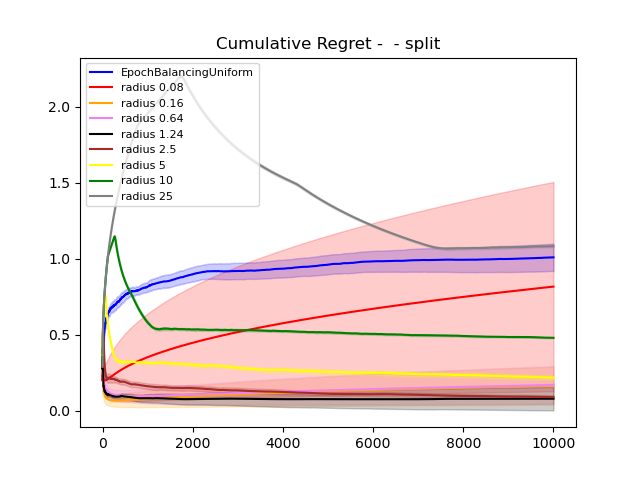 Cumulative Regret -  - split
EpochBalancingUniform
radius 0.08
radius 0.16
radius 0.64
radius 1.24
radius 2.5
radius 5
radius 10
radius 25
2.0
1.5
1.0
0.5
0.0
0 2000 4000 6000 8000 10000